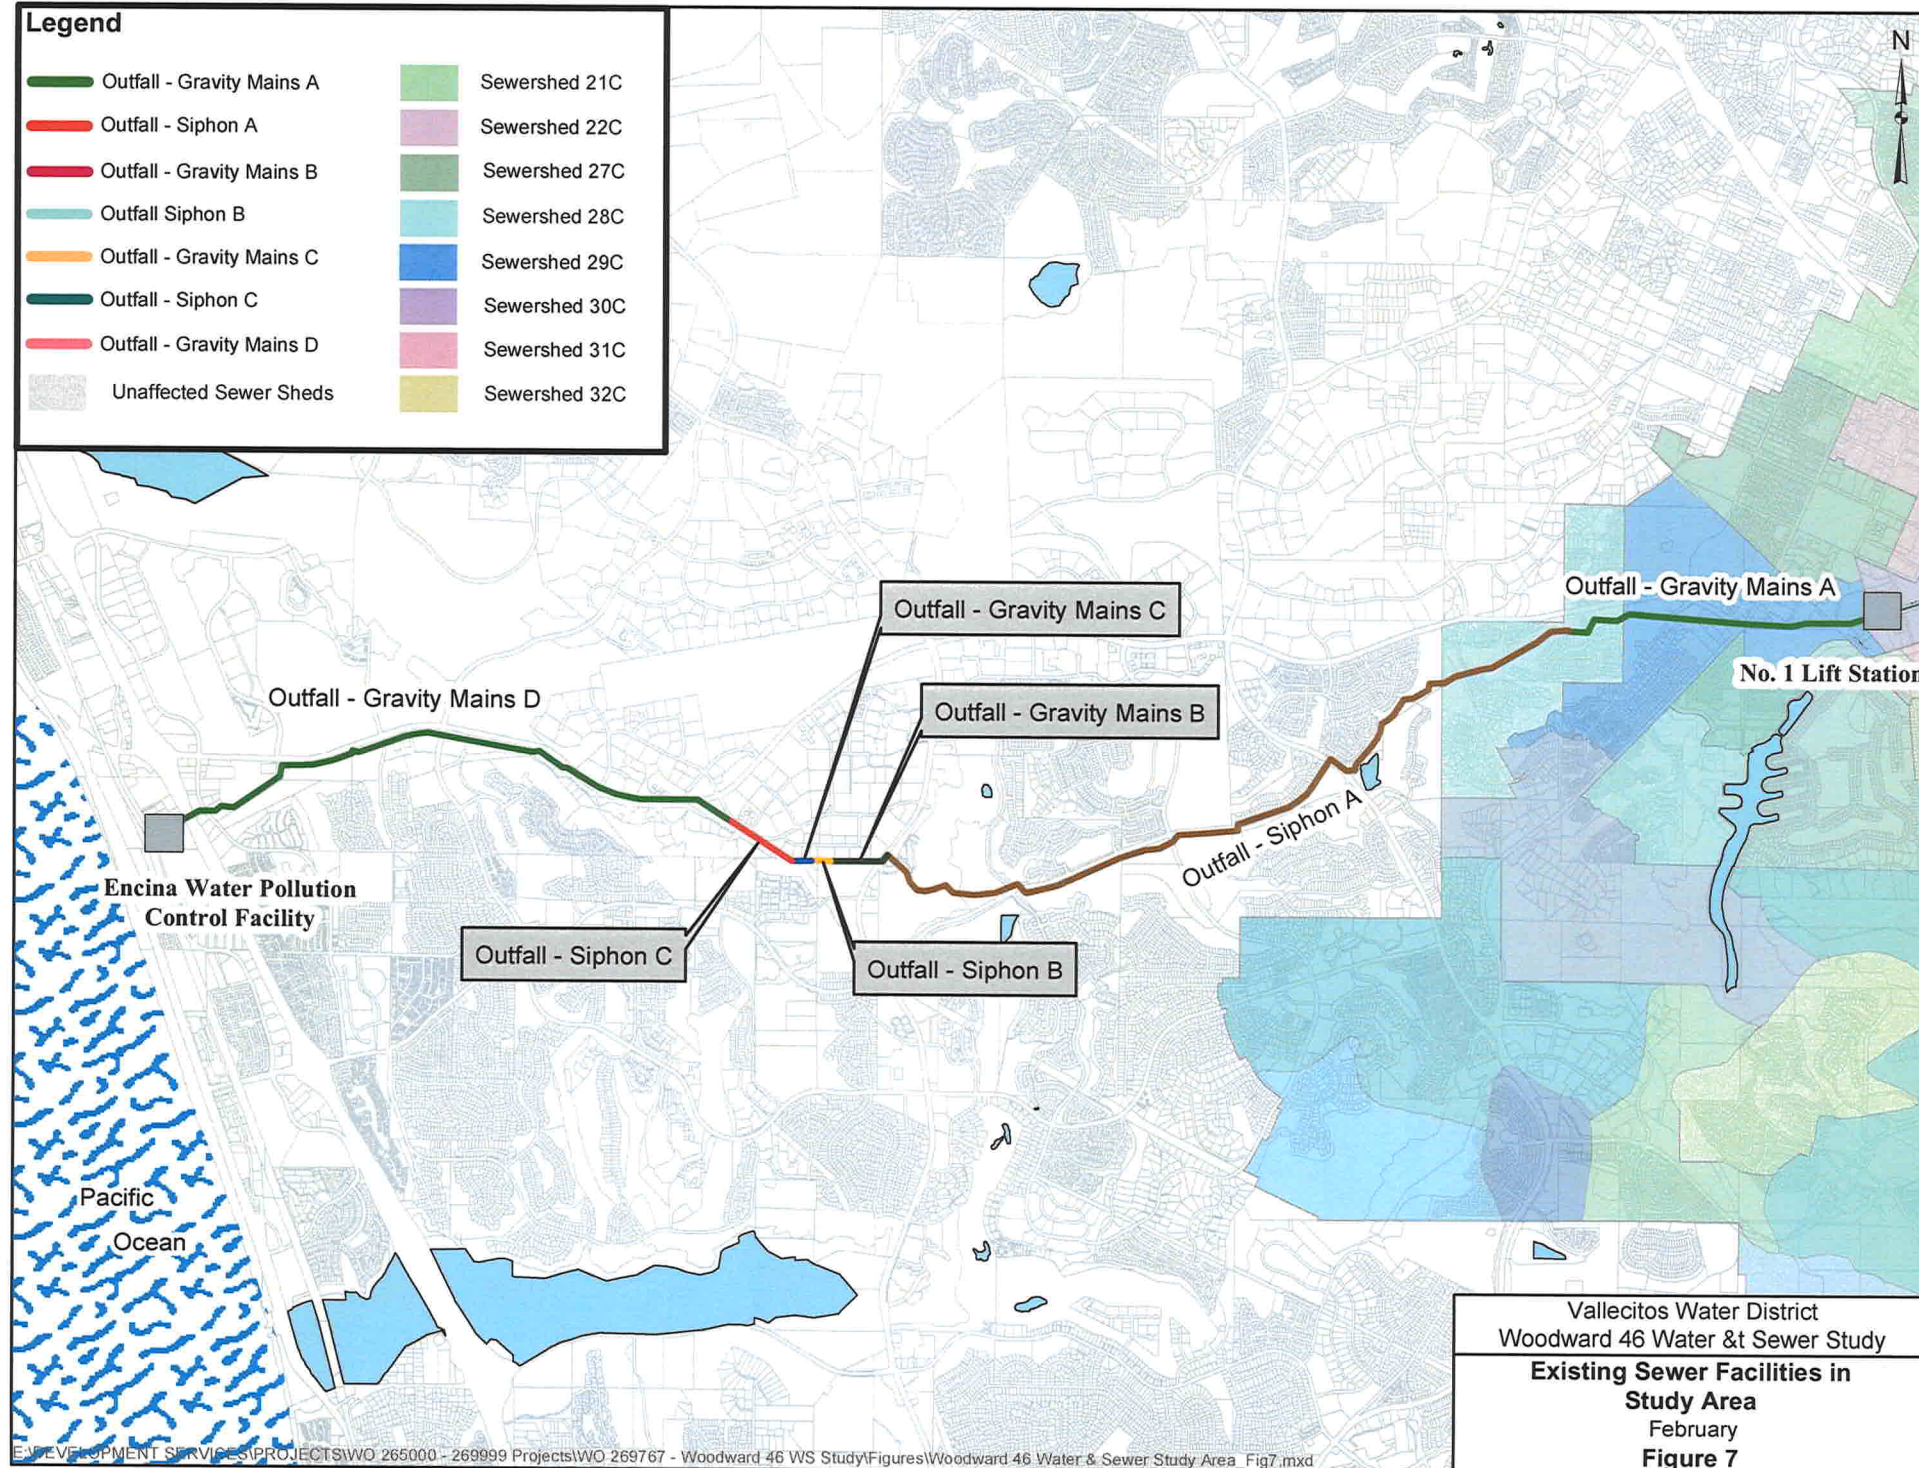 Legend
Outfall - Gravity Mains A
Outfall - Siphon A
Outfall - Gravity Mains B
Outfall Siphon B
Outfall - Gravity Mains C
Outfall - Siphon C
Outfall - Gravity Mains D
Unaffected Sewer Sheds
Sewershed 21C
Sewershed 22C
Sewershed 27C
Sewershed 28C
Sewershed 29C
Sewershed 30C
Sewershed 31C
Sewershed 32C
N
Outfall - Gravity Mains A
Outfall - Gravity Mains C
No. 1 Lift Station
Outfall - Gravity Mains D
Outfall - Gravity Mains B
Outfall - Siphon A
Encina Water Pollution
Control Facility
Outfall - Siphon C
Outfall - Siphon B
Pacific
Ocean
Vallecitos Water District
Woodward 46 Water &t Sewer Study
Existing Sewer Facilities in
Study Area
February
Figure 7
E:\DEVELOPMENT SERVICES\PROJECTS\WO 265000 - 269999 Projects\WO 269767 - Woodward 46 WS Study\Figures\Woodward 46 Water & Sewer Study Area_Fig7.mxd